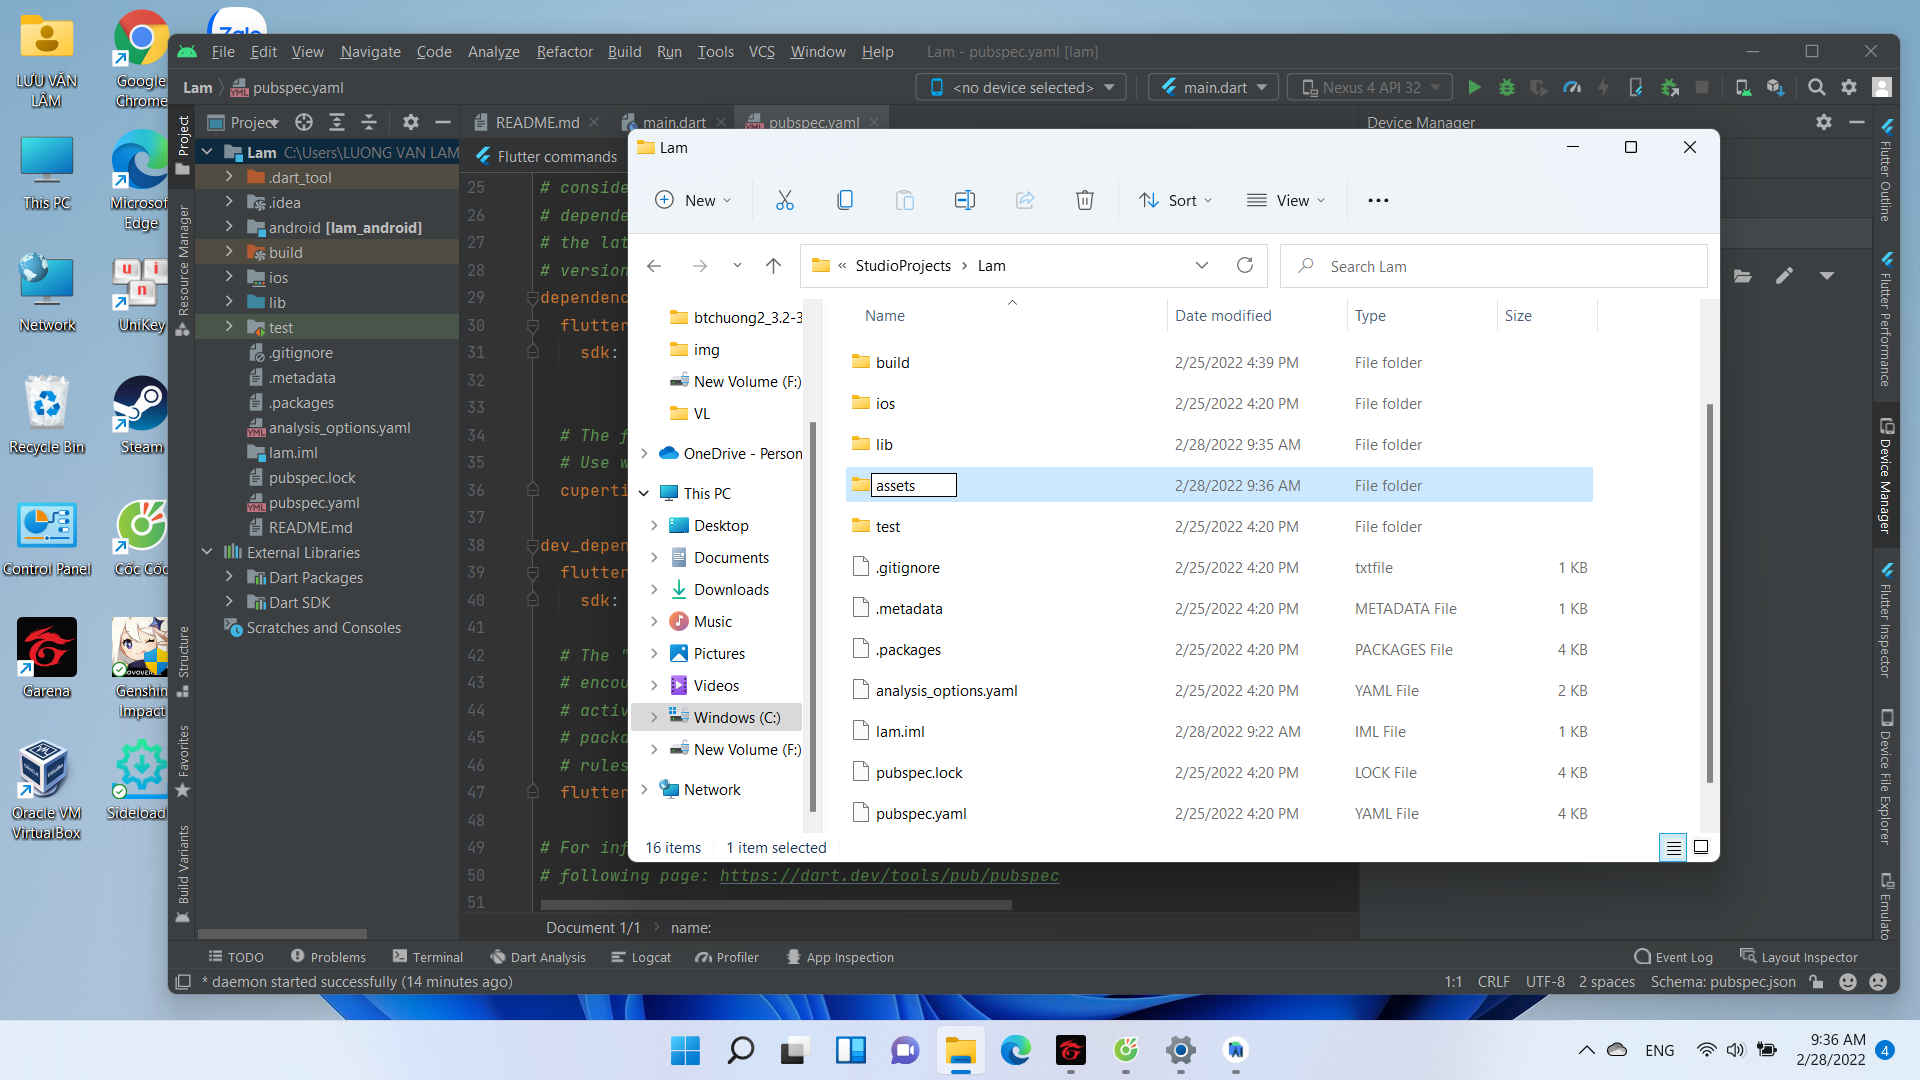 Zalo
LƯU VĂN LÂM
Google Chrome
This PC
Microsof Edge
Network
UniKey
Recycle Bin
Steam
Control Panel
Cốc Cốc
Garena
Genshin Impact
Oracle VM VirtualBox
Sideload
File Edit View Navigate Code Analyze Refactor Build Run Tools VCS Window Help Lam - pubspec.yaml [lam]
Lam pubspec.yaml
<no device selected> main.dart Nexus 4 API 32
Project
README.md main.dart pubspec.yaml
Device Manager
Flutter commands
Project
Resource Manager
Structure
Favorites
Build Variants
Lam C:\Users\LUONG VAN LAM
.dart_tool
.idea
android [lam_android]
build
ios
lib
test
.gitignore
.metadata
.packages
analysis_options.yaml
lam.iml
pubspec.lock
pubspec.yaml
README.md
External Libraries
Dart Packages
Dart SDK
Scratches and Consoles
25 # conside
26 # depende
27 # the lat
28 # version
29 dependenc
30 flutter
31 sdk:
32
33
34 # The f
35 # Use w
36 cuperti
37
38 dev_depen
39 flutter
40 sdk:
41
42 # The "
43 # encou
44 # activ
45 # packa
46 # rules
47 flutter
48
49 # For inf
50 # following page: https://dart.dev/tools/pub/pubspec
51
Document 1/1 name:
Lam
New Sort View
« StudioProjects Lam
Search Lam
btchuong2_3.2-3
img
New Volume (F:)
VL
OneDrive - Person
This PC
Desktop
Documents
Downloads
Music
Pictures
Videos
Windows (C:)
New Volume (F:)
Network
Name Date modified Type Size
build 2/25/2022 4:39 PM File folder
ios 2/25/2022 4:20 PM File folder
lib 2/28/2022 9:35 AM File folder
assets 2/28/2022 9:36 AM File folder
test 2/25/2022 4:20 PM File folder
.gitignore 2/25/2022 4:20 PM txtfile 1 KB
.metadata 2/25/2022 4:20 PM METADATA File 1 KB
.packages 2/25/2022 4:20 PM PACKAGES File 4 KB
analysis_options.yaml 2/25/2022 4:20 PM YAML File 2 KB
lam.iml 2/28/2022 9:22 AM IML File 1 KB
pubspec.lock 2/25/2022 4:20 PM LOCK File 4 KB
pubspec.yaml 2/25/2022 4:20 PM YAML File 4 KB
16 items 1 item selected
Flutter Outline
Flutter Performance
Device Manager
Flutter Inspector
Device File Explorer
Emulato
TODO Problems Terminal Dart Analysis Logcat Profiler App Inspection Event Log Layout Inspector
* daemon started successfully (14 minutes ago) 1:1 CRLF UTF-8 2 spaces Schema: pubspec.json
ENG
9:36 AM
2/28/2022
4